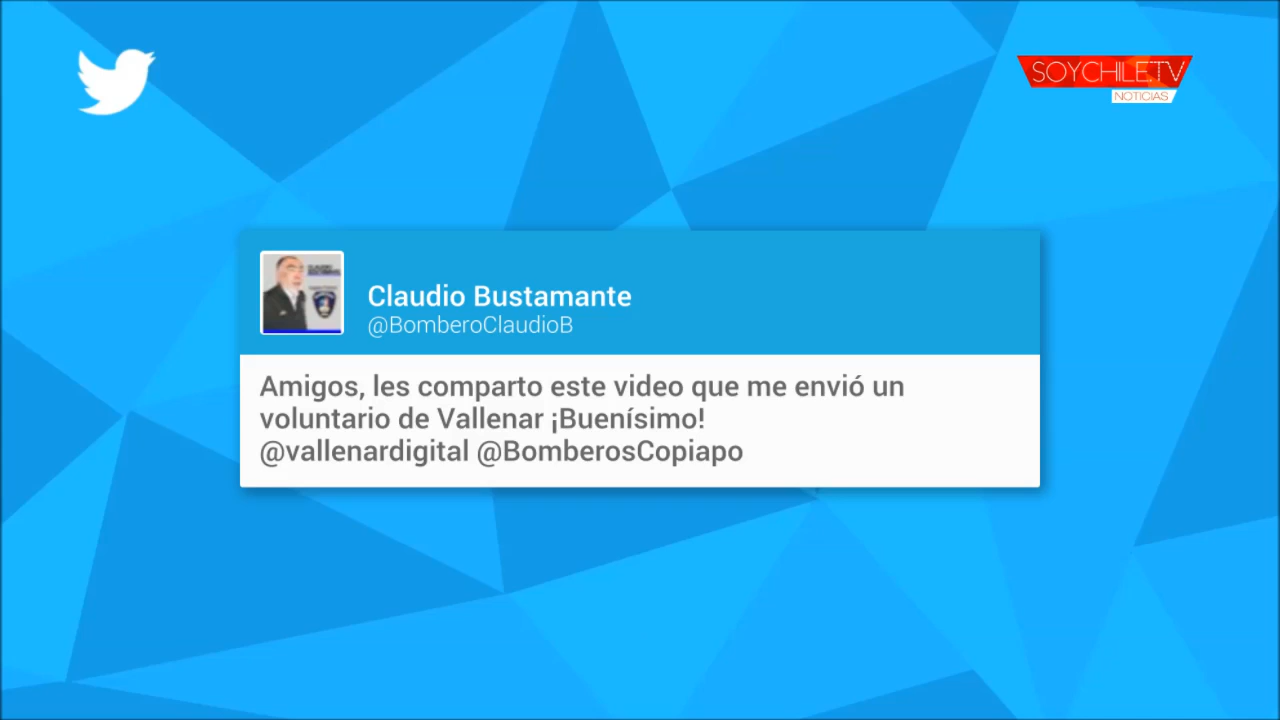 SOYCHILE.TV
NOTICIAS
Claudio Bustamante
@BomberoClaudioB
Amigos, les comparto este video que me envió un
voluntario de Vallenar ¡Buenísimo!
@vallenardigital @BomberosCopiapo